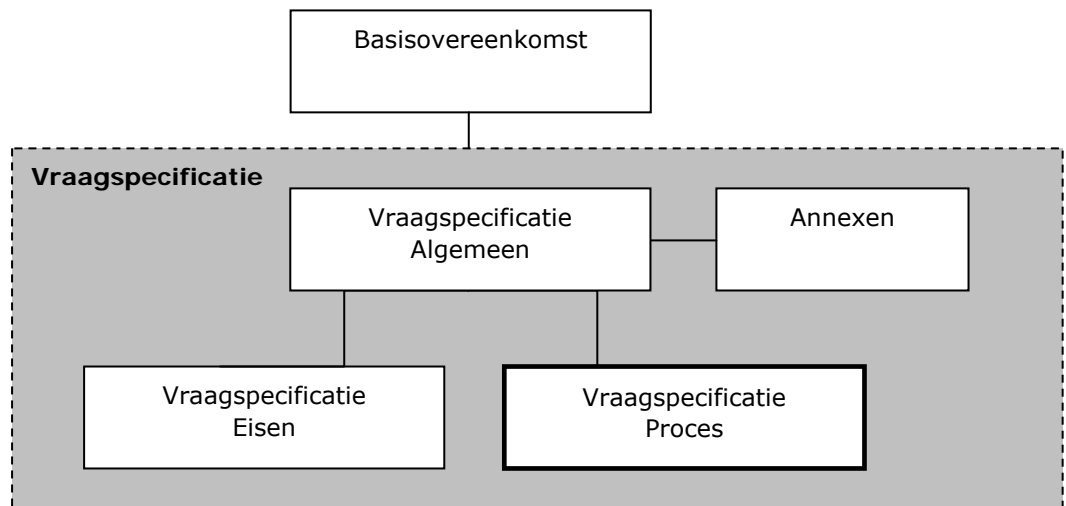 Basisovereenkomst
Vraagspecificatie
Vraagspecificatie
Algemeen
Annexen
Vraagspecificatie
Eisen
Vraagspecificatie
Proces